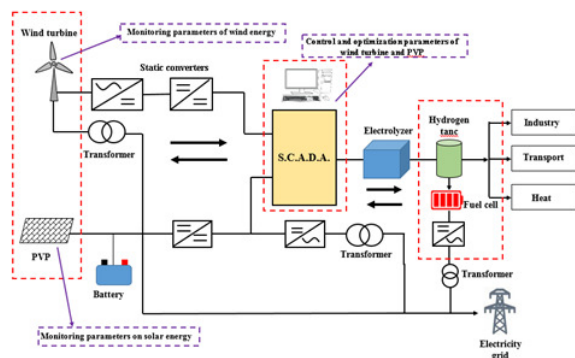 Wind turbine
Monitoring parameters of wind energy
Control and optimization parameters of
wind turbine and PVP
Static converters
Transformer
S.C.A.D.A.
Electrolyzer
Hydrogen
tanc
Industry
Transport
Heat
Fuel cell
PVP
Battery
Transformer
Transformer
Monitoring parameters on solar energy
Electricity
grid